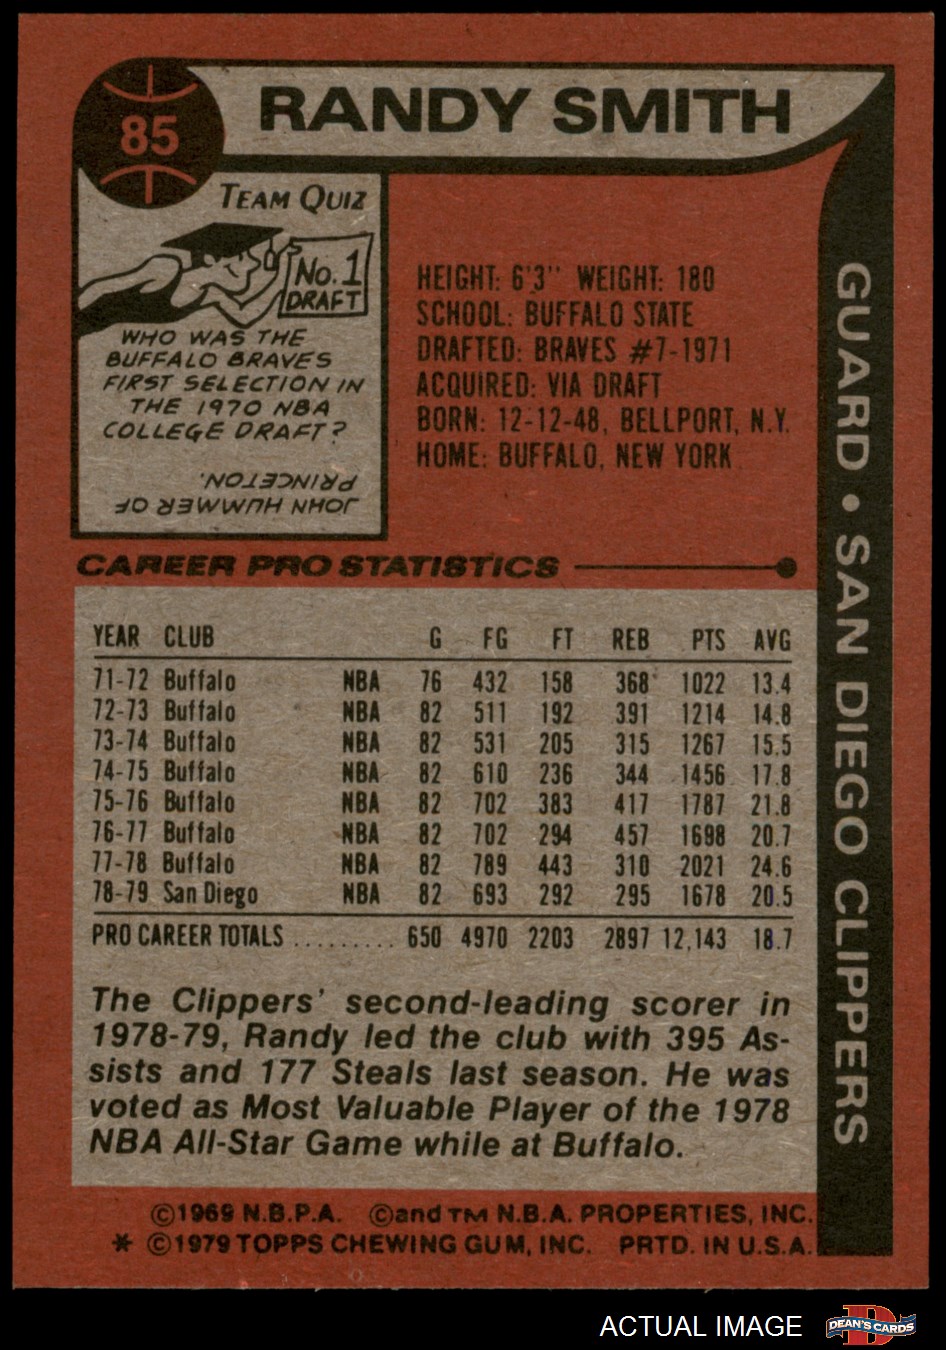 85
RANDY SMITH
TEAM QUIZ
No. 1
DRAFT
WHO WAS THE
BUFFALO BRAVES
FIRST SELECTION IN
THE 1970 NBA
COLLEGE DRAFT?
JOHN HUMMER OF
PRINCETON.
HEIGHT: 6'3" WEIGHT: 180
SCHOOL: BUFFALO STATE
DRAFTED: BRAVES #7-1971
ACQUIRED: VIA DRAFT
BORN: 12-12-48, BELLPORT, N.Y.
HOME: BUFFALO, NEW YORK
GUARD • SAN DIEGO CLIPPERS
CAREER PRO STATISTICS
YEAR CLUB G FG FT REB PTS AVG
71-72 Buffalo NBA 76 432 158 368 1022 13.4
72-73 Buffalo NBA 82 511 192 391 1214 14.8
73-74 Buffalo NBA 82 531 205 315 1267 15.5
74-75 Buffalo NBA 82 610 236 344 1456 17.8
75-76 Buffalo NBA 82 702 383 417 1787 21.8
76-77 Buffalo NBA 82 702 294 457 1698 20.7
77-78 Buffalo NBA 82 789 443 310 2021 24.6
78-79 San Diego NBA 82 693 292 295 1678 20.5
PRO CAREER TOTALS ......... 650 4970 2203 2897 12,143 18.7
The Clippers' second-leading scorer in
1978-79, Randy led the club with 395 As-
sists and 177 Steals last season. He was
voted as Most Valuable Player of the 1978
NBA All-Star Game while at Buffalo.
©1969 N.B.P.A. ©and TM N.B.A. PROPERTIES, INC.
* ©1979 TOPPS CHEWING GUM, INC. PRTD. IN U.S.A.
ACTUAL IMAGE
DEAN'S CARDS